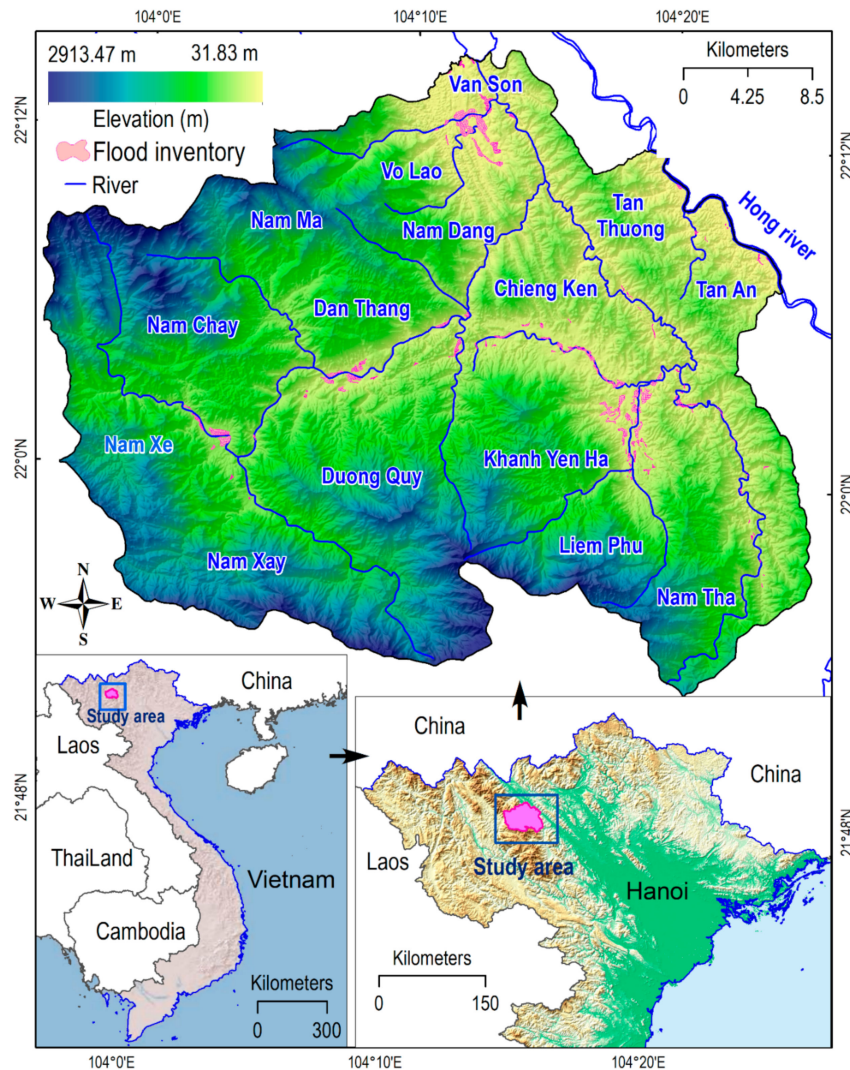 104°0'E 104°10'E 104°20'E
2913.47 m 31.83 m
Elevation (m)
Flood inventory
River
Kilometers
0 4.25 8.5
22°12'N
22°12'N
Van Son
Vo Lao
Nam Ma
Nam Dang
Tan
Thuong
Hong river
Tan An
Chieng Ken
Dan Thang
Nam Chay
Nam Xe
22°0'N
22°0'N
Khanh Yen Ha
Duong Quy
Liem Phu
Nam Xay
Nam Tha
N
W E
S
China
Study area
Laos
ThaiLand
Vietnam
Cambodia
Kilometers
0 300
21°48'N
China
China
Laos
Study area
Hanoi
Kilometers
0 150
21°48'N
104°0'E 104°10'E 104°20'E